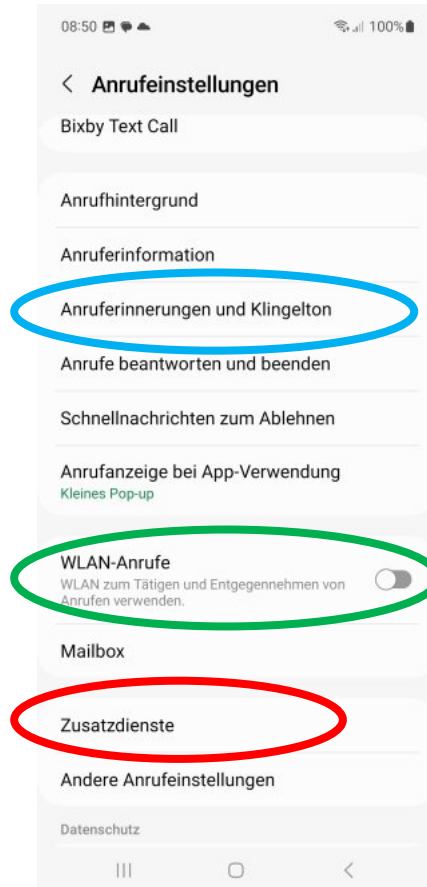 08:50 100%
Anrufeinstellungen
Bixby Text Call
Anrufhintergrund
Anruferinformation
Anruferinnerungen und Klingelton
Anrufe beantworten und beenden
Schnellnachrichten zum Ablehnen
Anrufanzeige bei App-Verwendung
Kleines Pop-up
WLAN-Anrufe
WLAN zum Tätigen und Entgegennehmen von
Anrufen verwenden.
Mailbox
Zusatzdienste
Andere Anrufeinstellungen
Datenschutz